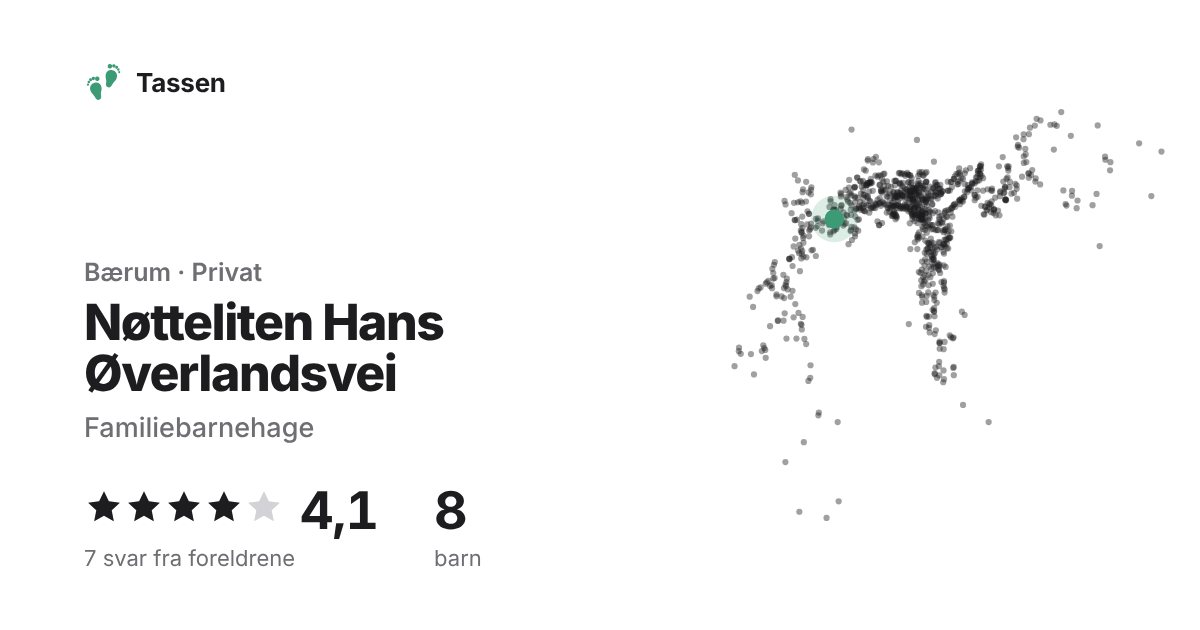 Tassen
Bærum · Privat
Nøtteliten Hans
Øverlandsvei
Familiebarnehage
4,1
8
7 svar fra foreldrene
barn